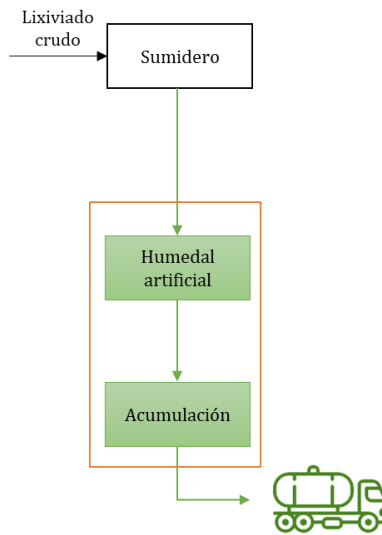 Lixiviado
crudo
Sumidero
Humedal
artificial
Acumulación